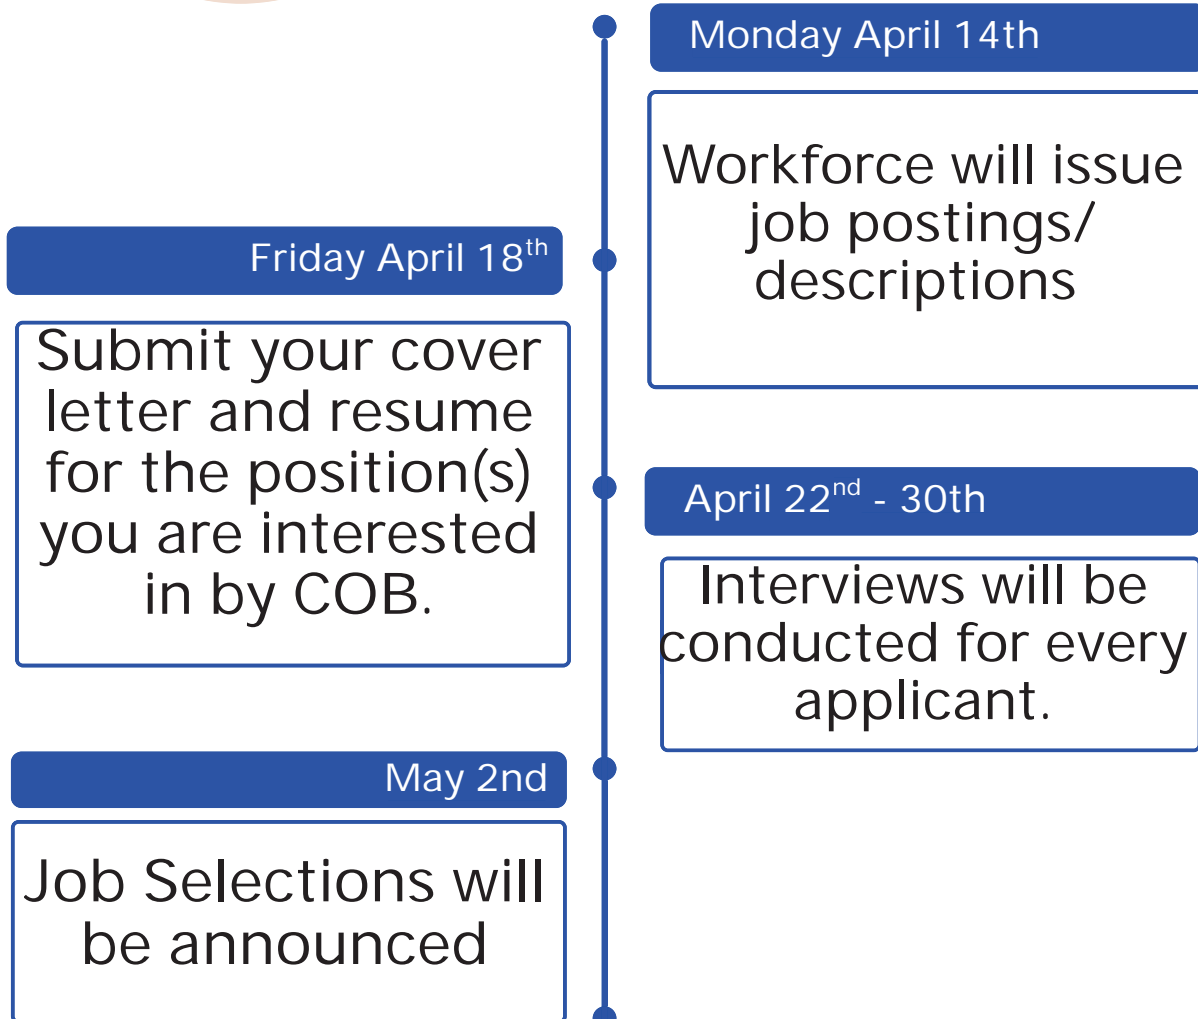 Monday April 14th
Workforce will issue
job postings/
descriptions
Friday April 18th
Submit your cover
letter and resume
for the position(s)
you are interested
in by COB.
April 22nd - 30th
Interviews will be
conducted for every
applicant.
May 2nd
Job Selections will
be announced